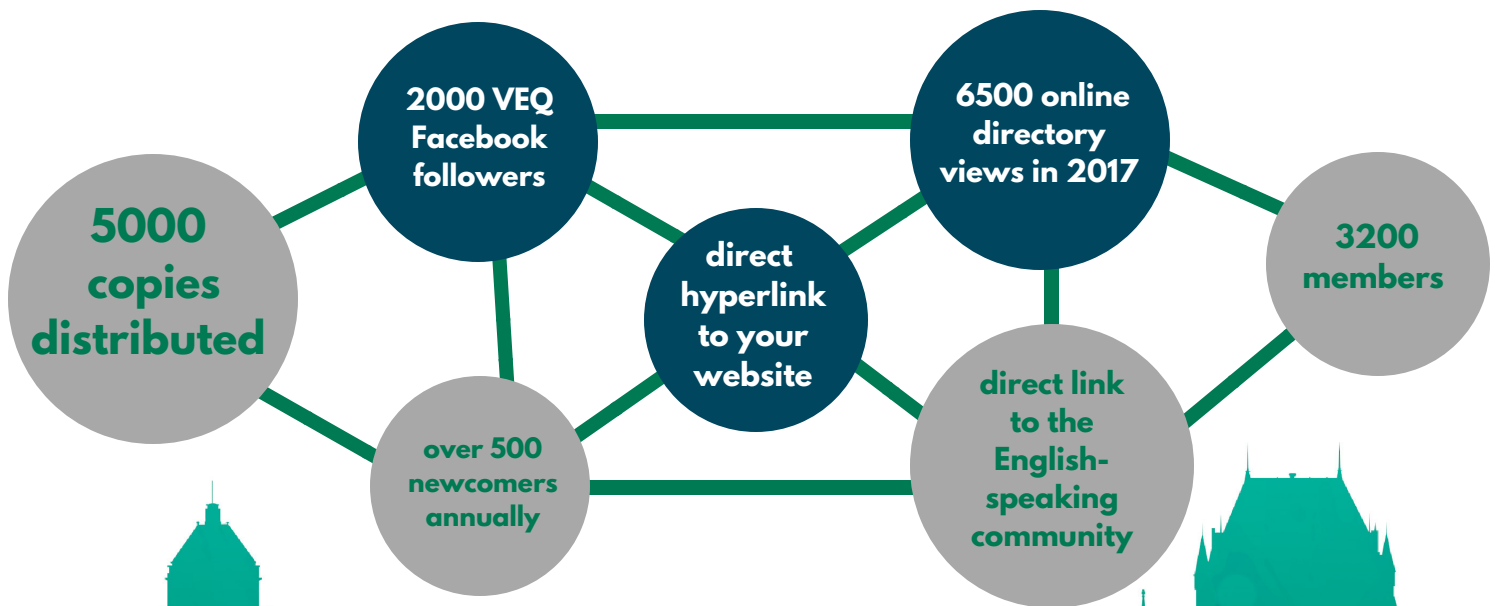 5000
copies
distributed
2000 VEQ
Facebook
followers
over 500
newcomers
annually
direct
hyperlink
to your
website
6500 online
directory
views in 2017
direct link
to the
English-
speaking
community
3200
members